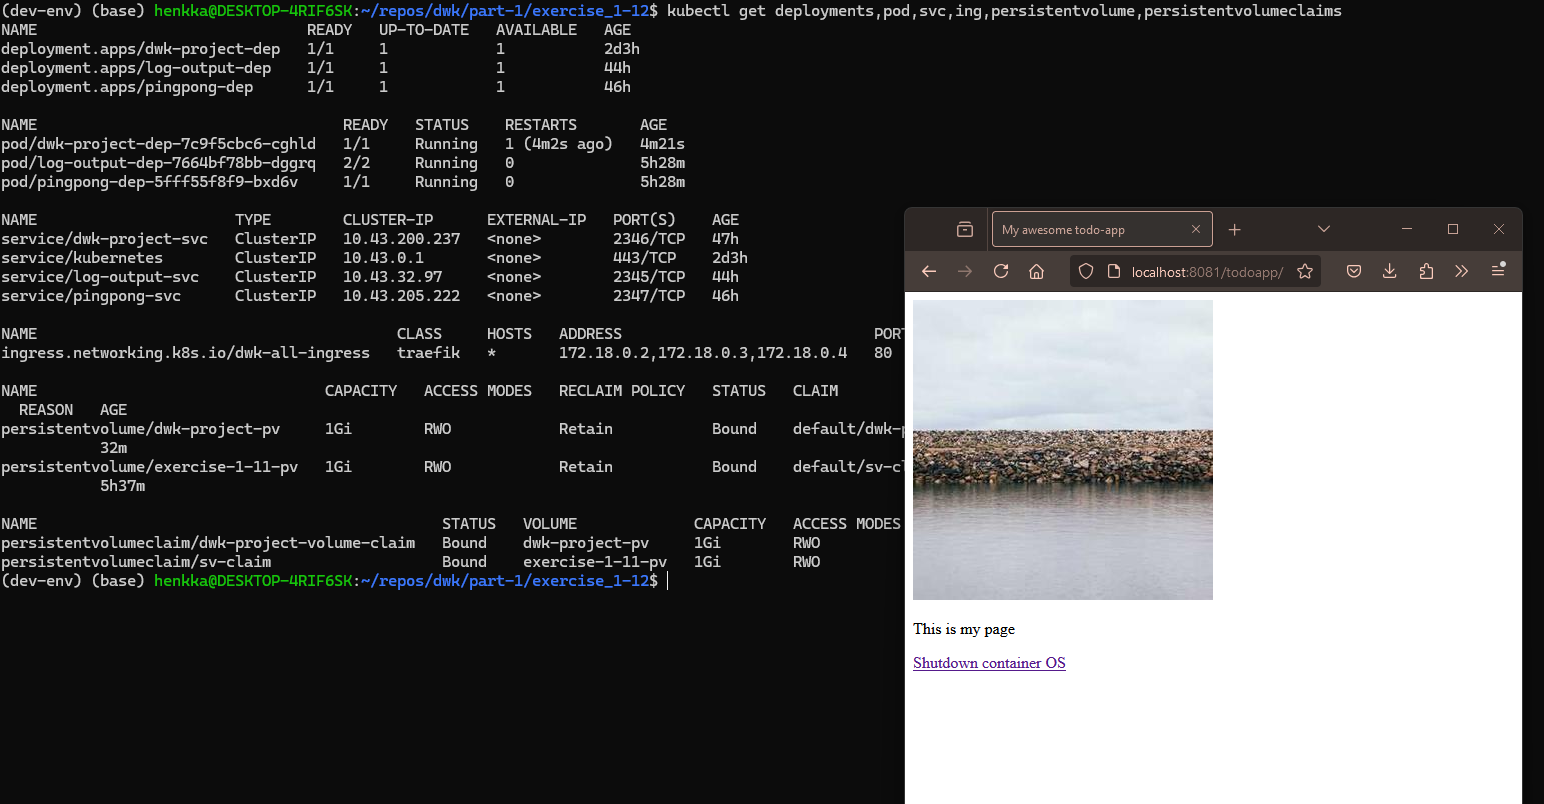 (dev-env) (base) henkka@DESKTOP-4RIF6SK:~/repos/dwk/part-1/exercise_1-12$ kubectl get deployments,pod,svc,ing,persistentvolume,persistentvolumeclaims
NAME READY UP-TO-DATE AVAILABLE AGE
deployment.apps/dwk-project-dep 1/1 1 1 2d3h
deployment.apps/log-output-dep 1/1 1 1 44h
deployment.apps/pingpong-dep 1/1 1 1 46h
NAME READY STATUS RESTARTS AGE
pod/dwk-project-dep-7c9f5cbc6-cghld 1/1 Running 1 (4m2s ago) 4m21s
pod/log-output-dep-7664bf78bb-dggrq 2/2 Running 0 5h28m
pod/pingpong-dep-5fff55f8f9-bxd6v 1/1 Running 0 5h28m
NAME TYPE CLUSTER-IP EXTERNAL-IP PORT(S) AGE
service/dwk-project-svc ClusterIP 10.43.200.237 <none> 2346/TCP 47h
service/kubernetes ClusterIP 10.43.0.1 <none> 443/TCP 2d3h
service/log-output-svc ClusterIP 10.43.32.97 <none> 2345/TCP 44h
service/pingpong-svc ClusterIP 10.43.205.222 <none> 2347/TCP 46h
NAME CLASS HOSTS ADDRESS POR
ingress.networking.k8s.io/dwk-all-ingress traefik * 172.18.0.2,172.18.0.3,172.18.0.4 80
NAME CAPACITY ACCESS MODES RECLAIM POLICY STATUS CLAIM
REASON AGE
persistentvolume/dwk-project-pv 1Gi RWO Retain Bound default/dwk-p
32m
persistentvolume/exercise-1-11-pv 1Gi RWO Retain Bound default/sv-cl
5h37m
NAME STATUS VOLUME CAPACITY ACCESS MODES
persistentvolumeclaim/dwk-project-volume-claim Bound dwk-project-pv 1Gi RWO
persistentvolumeclaim/sv-claim Bound exercise-1-11-pv 1Gi RWO
(dev-env) (base) henkka@DESKTOP-4RIF6SK:~/repos/dwk/part-1/exercise_1-12$
My awesome todo-app
localhost:8081/todoapp/
This is my page
Shutdown container OS